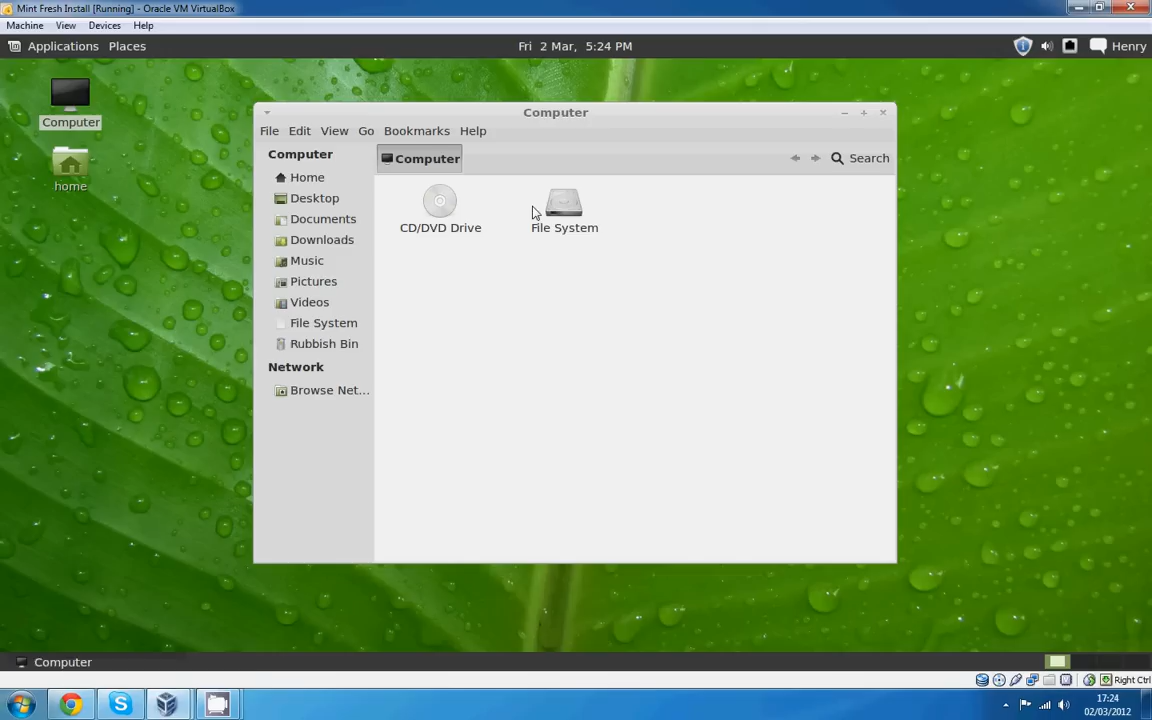 Mint Fresh Install [Running] - Oracle VM VirtualBox
Machine View Devices Help
Applications Places Fri 2 Mar, 5:24 PM Henry
Computer
File Edit View Go Bookmarks Help
Computer
home
Computer
Home
Desktop
Documents
Downloads
Music
Pictures
Videos
File System
Rubbish Bin
Network
Browse Net...
Computer
Search
CD/DVD Drive File System
Computer
Right Ctrl
17:24
02/03/2012